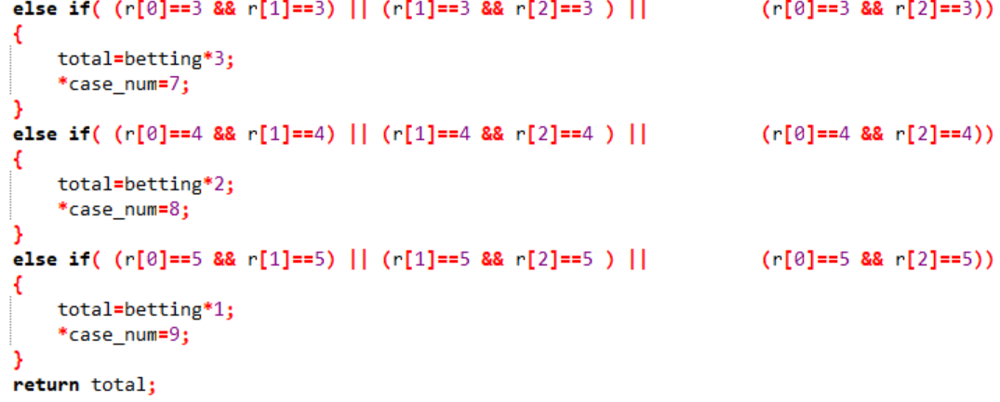 else if( (r[0]==3 && r[1]==3) || (r[1]==3 && r[2]==3 ) ||          (r[0]==3 && r[2]==3))
{
    total=betting*3;
    *case_num=7;
}
else if( (r[0]==4 && r[1]==4) || (r[1]==4 && r[2]==4 ) ||          (r[0]==4 && r[2]==4))
{
    total=betting*2;
    *case_num=8;
}
else if( (r[0]==5 && r[1]==5) || (r[1]==5 && r[2]==5 ) ||          (r[0]==5 && r[2]==5))
{
    total=betting*1;
    *case_num=9;
}
return total;